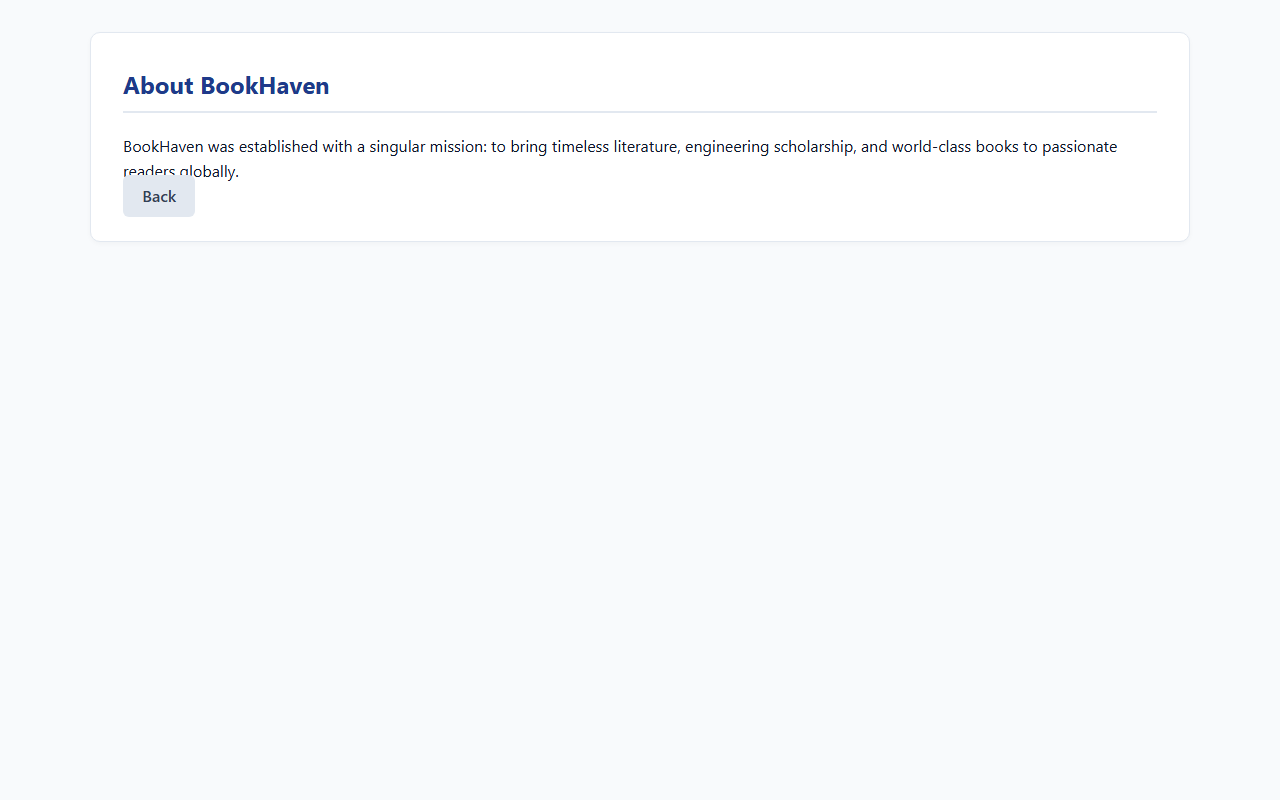 About BookHaven
BookHaven was established with a singular mission: to bring timeless literature, engineering scholarship, and world-class books to passionate
readers globally.
Back